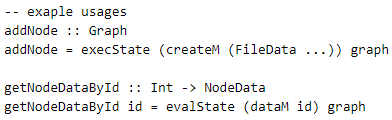 -- exaple usages
addNode :: Graph
addNode = execState (createM (FileData ...)) graph

getNodeDataById :: Int -> NodeData
getNodeDataById id = evalState (dataM id) graph